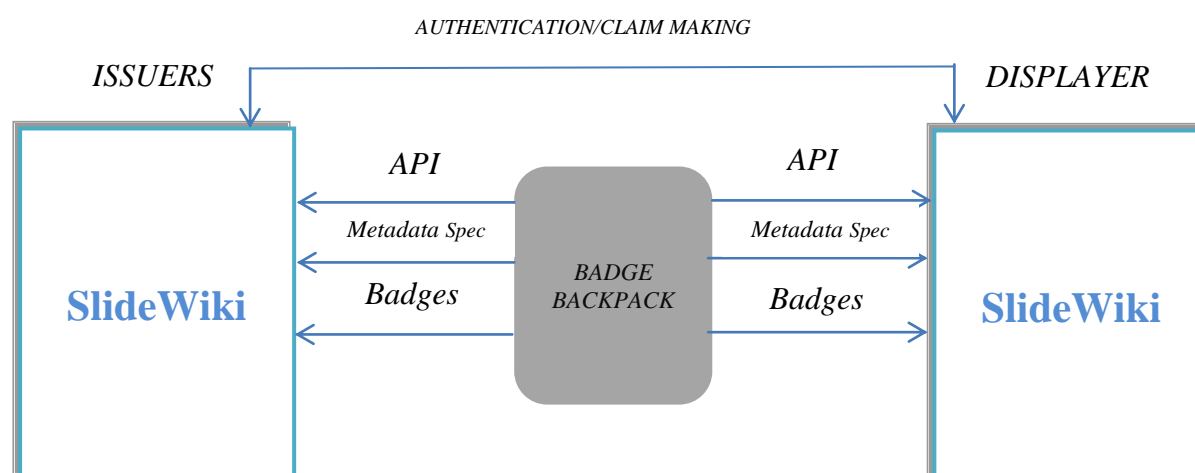 AUTHENTICATION/CLAIM MAKING
ISSUERS
DISPLAYER
API
API
Metadata Spec
Metadata Spec
BADGE
BACKPACK
Badges
Badges
SlideWiki
SlideWiki